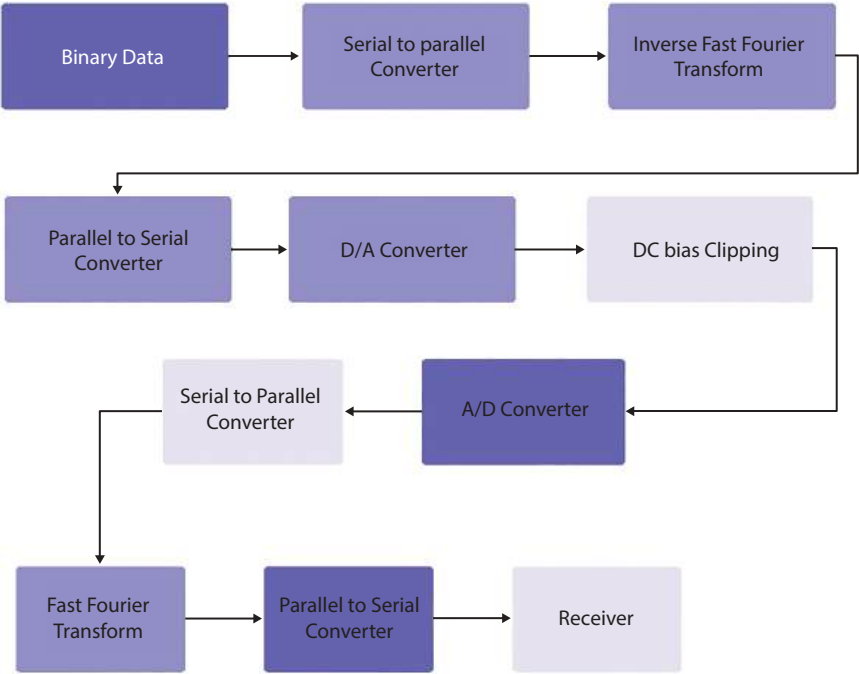 Binary Data
Serial to parallel
Converter
Inverse Fast Fourier
Transform
Parallel to Serial
Converter
D/A Converter
DC bias Clipping
A/D Converter
Serial to Parallel
Converter
Fast Fourier
Transform
Parallel to Serial
Converter
Receiver